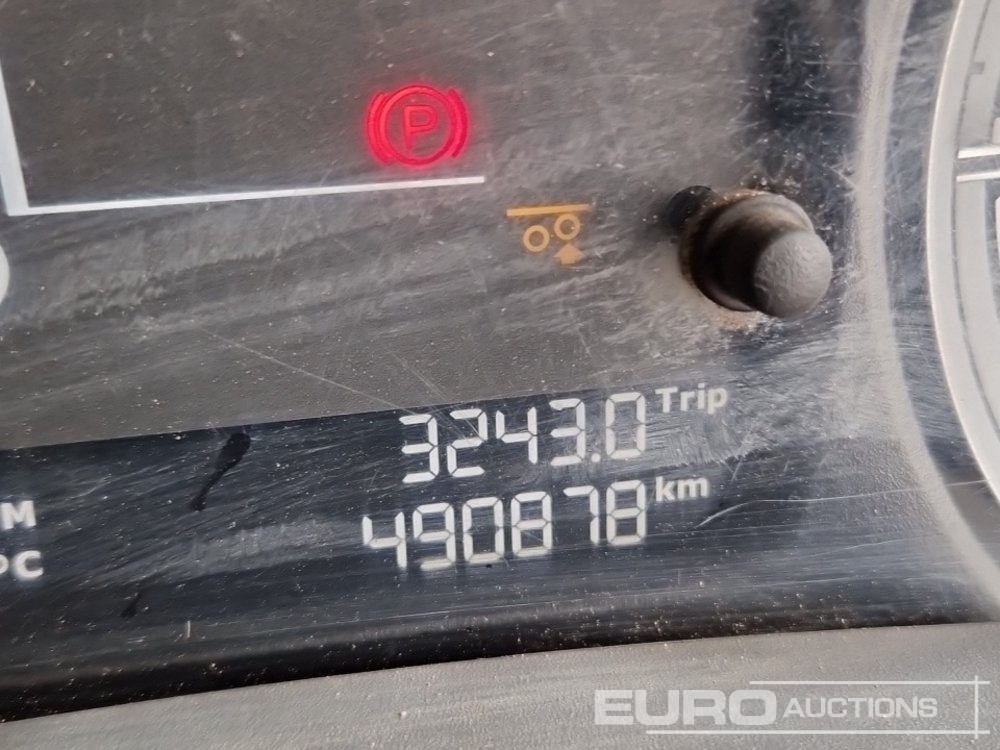 P
3243.0 Trip
490878 km
EURO AUCTIONS